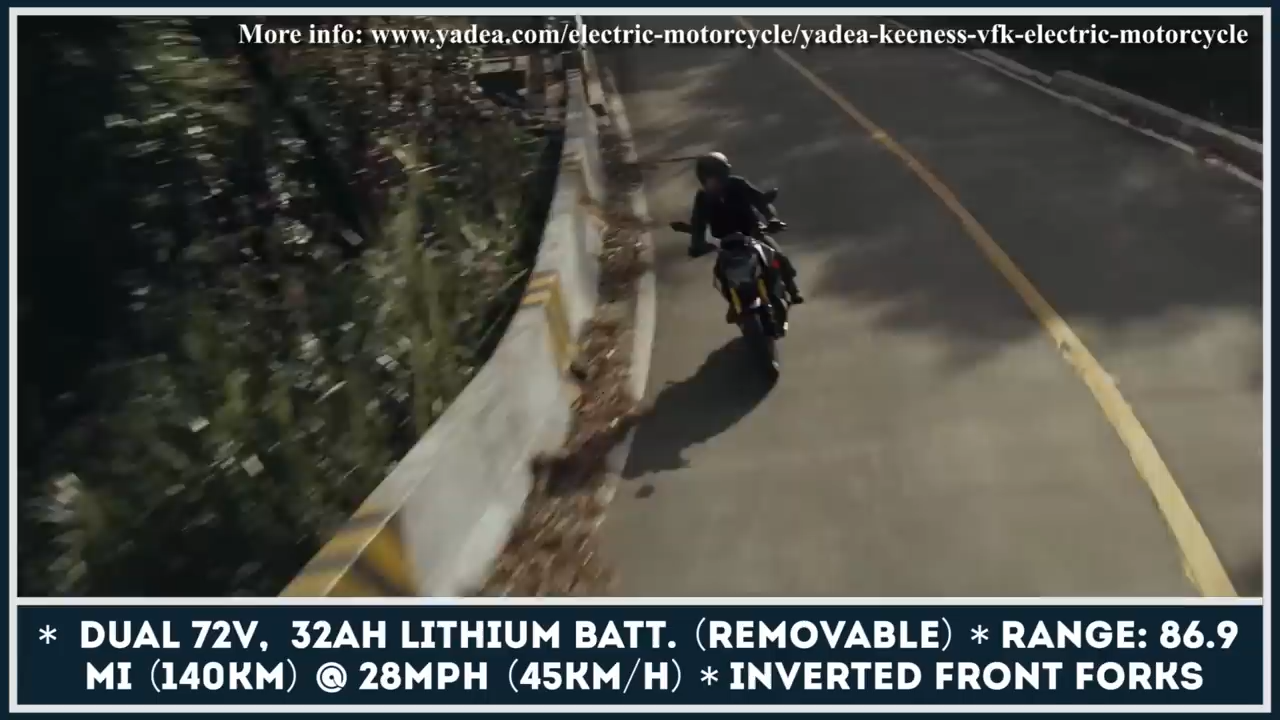 More info: www.yadea.com/electric-motorcycle/yadea-keeness-vfk-electric-motorcycle
* DUAL 72V, 32AH LITHIUM BATT. (REMOVABLE) * RANGE: 86.9
MI (140KM) @ 28MPH (45KM/H) * INVERTED FRONT FORKS